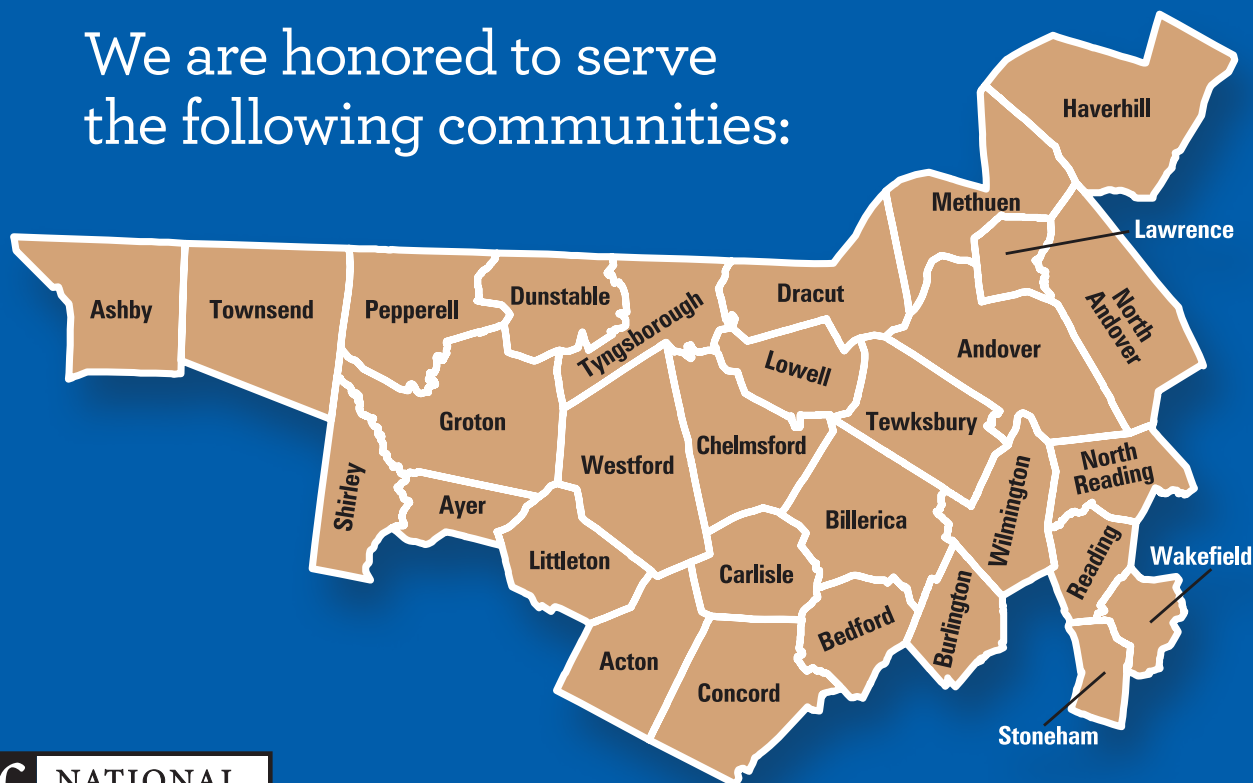 We are honored to serve
the following communities:
Haverhill
Methuen
Lawrence
Ashby
Townsend
Pepperell
Dunstable
Tyngsborough
Dracut
North
Andover
Andover
Lowell
Groton
Westford
Chelmsford
Tewksbury
North
Reading
Shirley
Ayer
Billerica
Wilmington
Littleton
Carlisle
Reading
Wakefield
Bedford
Burlington
Acton
Concord
Stoneham
NATIONAL